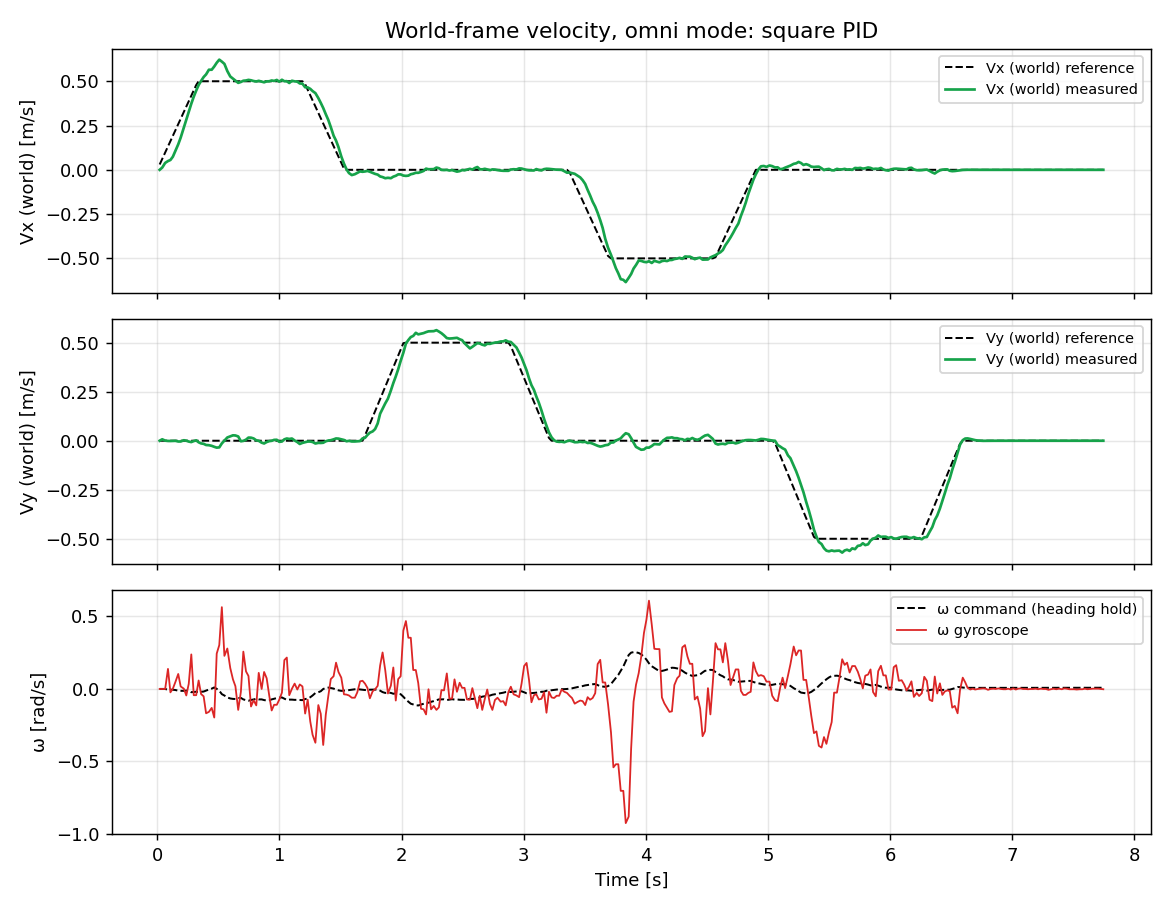 World-frame velocity, omni mode: square PID
Vx (world) [m/s]
0.50
0.25
0.00
−0.25
−0.50
Vx (world) reference
Vx (world) measured
Vy (world) [m/s]
0.50
0.25
0.00
−0.25
−0.50
Vy (world) reference
Vy (world) measured
ω [rad/s]
0.5
0.0
−0.5
−1.0
ω command (heading hold)
ω gyroscope
0 1 2 3 4 5 6 7 8
Time [s]